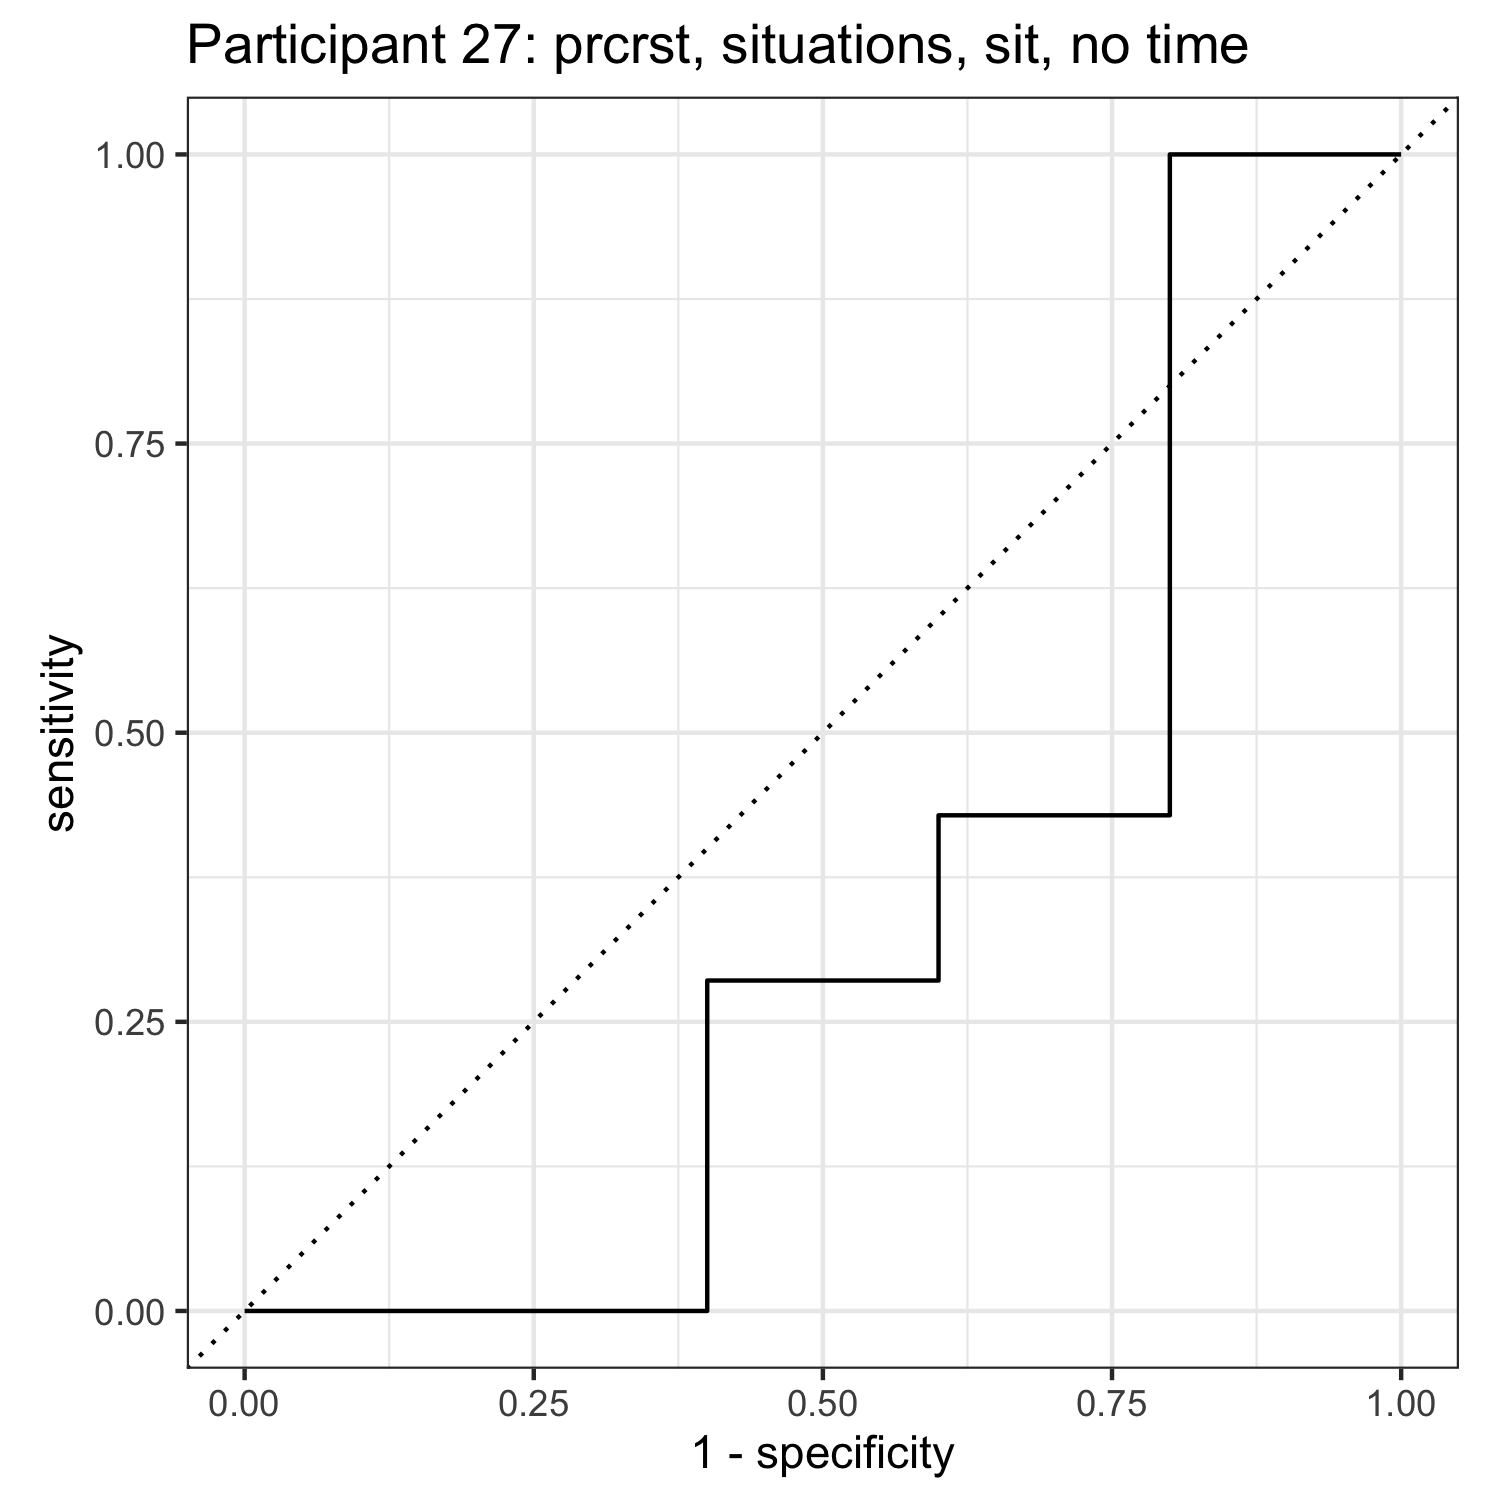 Participant 27: prcrst, situations, sit, no time
1.00
0.75
0.50
0.25
0.00
sensitivity
0.00 0.25 0.50 0.75 1.00
1 - specificity